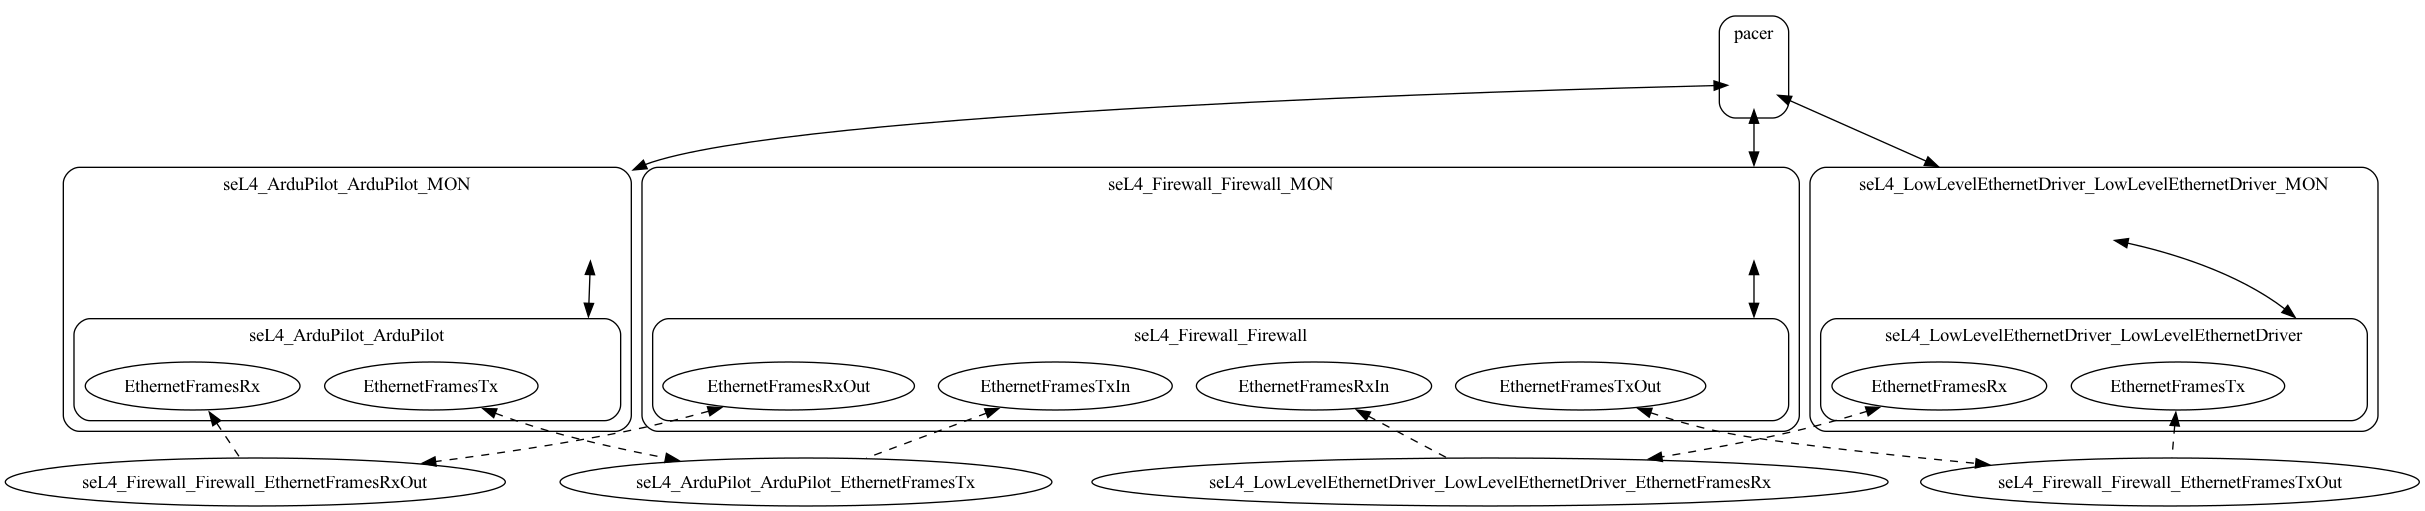 pacer
seL4_ArduPilot_ArduPilot_MON
seL4_Firewall_Firewall_MON
seL4_LowLevelEthernetDriver_LowLevelEthernetDriver_MON
seL4_ArduPilot_ArduPilot
seL4_Firewall_Firewall
seL4_LowLevelEthernetDriver_LowLevelEthernetDriver
EthernetFramesRx
EthernetFramesTx
EthernetFramesRxOut
EthernetFramesTxIn
EthernetFramesRxIn
EthernetFramesTxOut
EthernetFramesRx
EthernetFramesTx
seL4_Firewall_Firewall_EthernetFramesRxOut
seL4_ArduPilot_ArduPilot_EthernetFramesTx
seL4_LowLevelEthernetDriver_LowLevelEthernetDriver_EthernetFramesRx
seL4_Firewall_Firewall_EthernetFramesTxOut